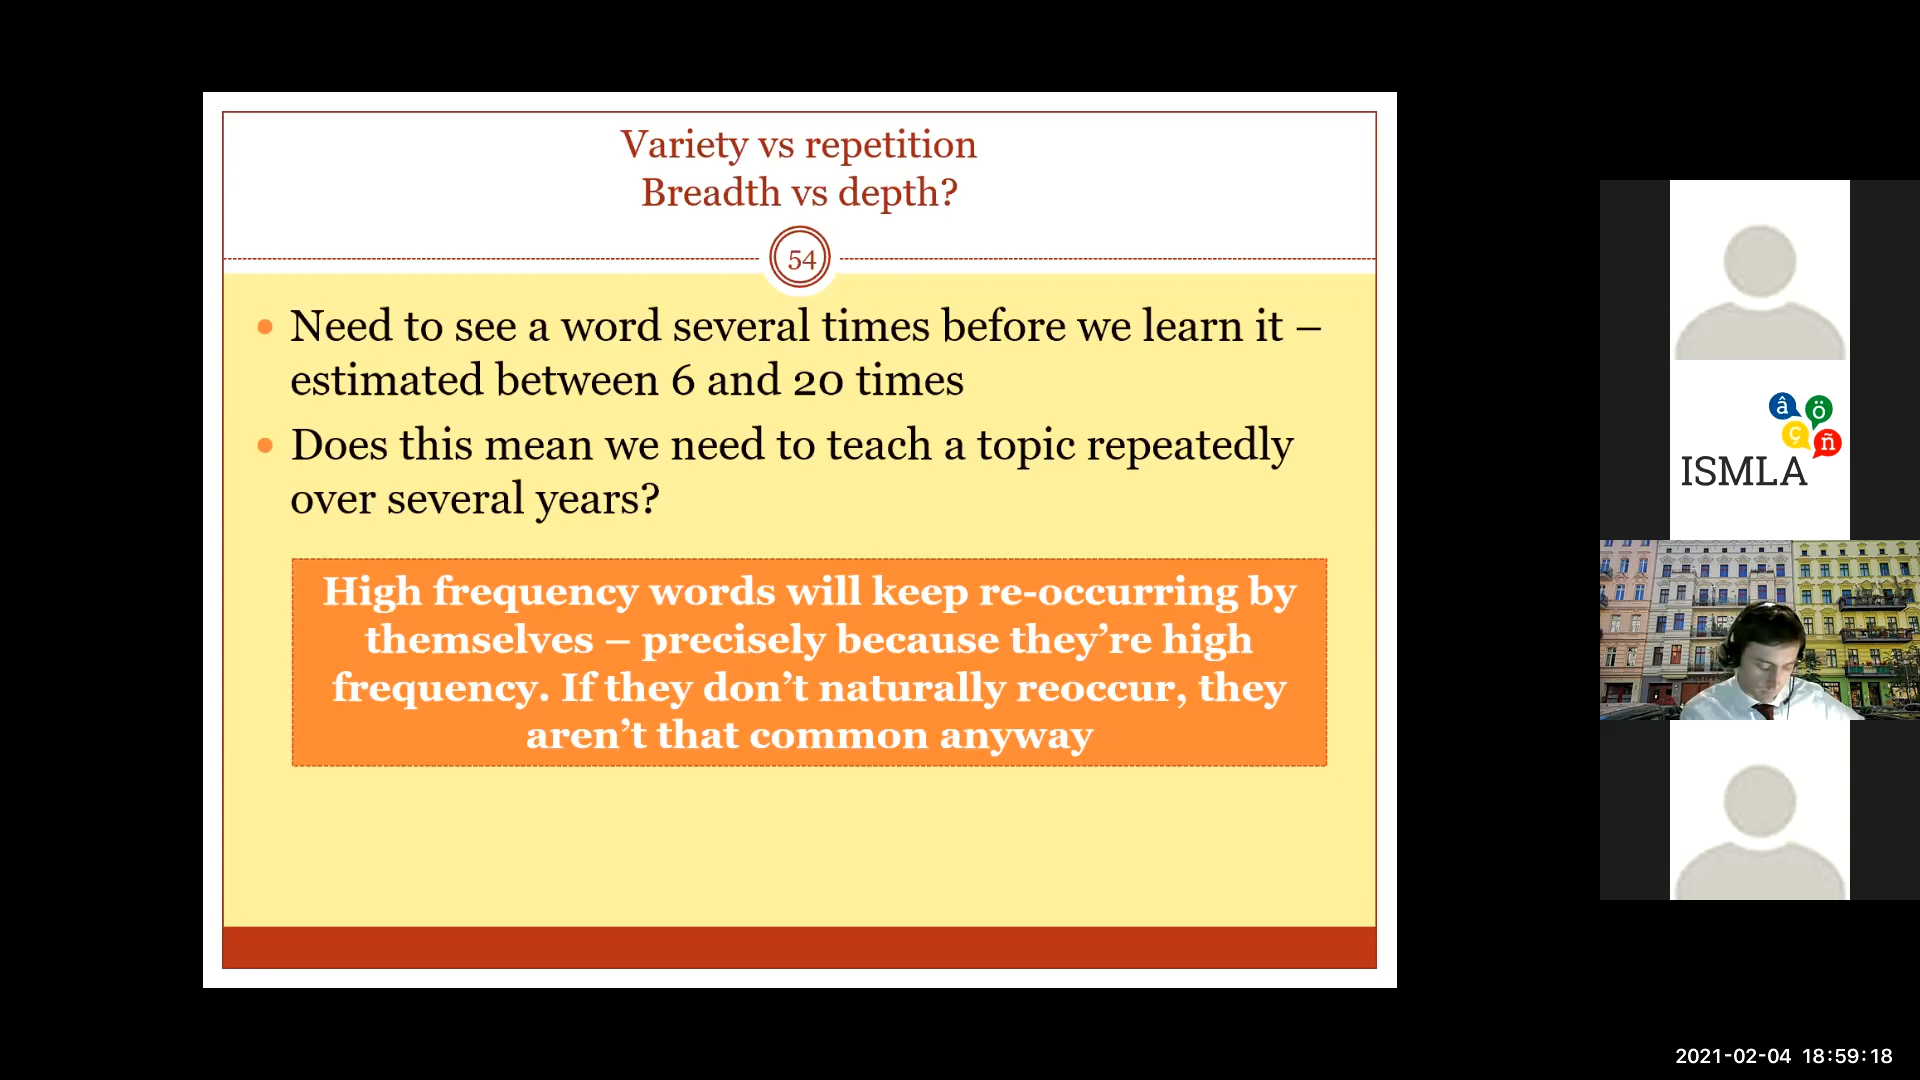 Variety vs repetition
Breadth vs depth?
54
• Need to see a word several times before we learn it –
estimated between 6 and 20 times
• Does this mean we need to teach a topic repeatedly
over several years?
High frequency words will keep re-occurring by
themselves – precisely because they’re high
frequency. If they don’t naturally reoccur, they
aren’t that common anyway
â ö
ç ñ
ISMLA
2021-02-04 18:59:18